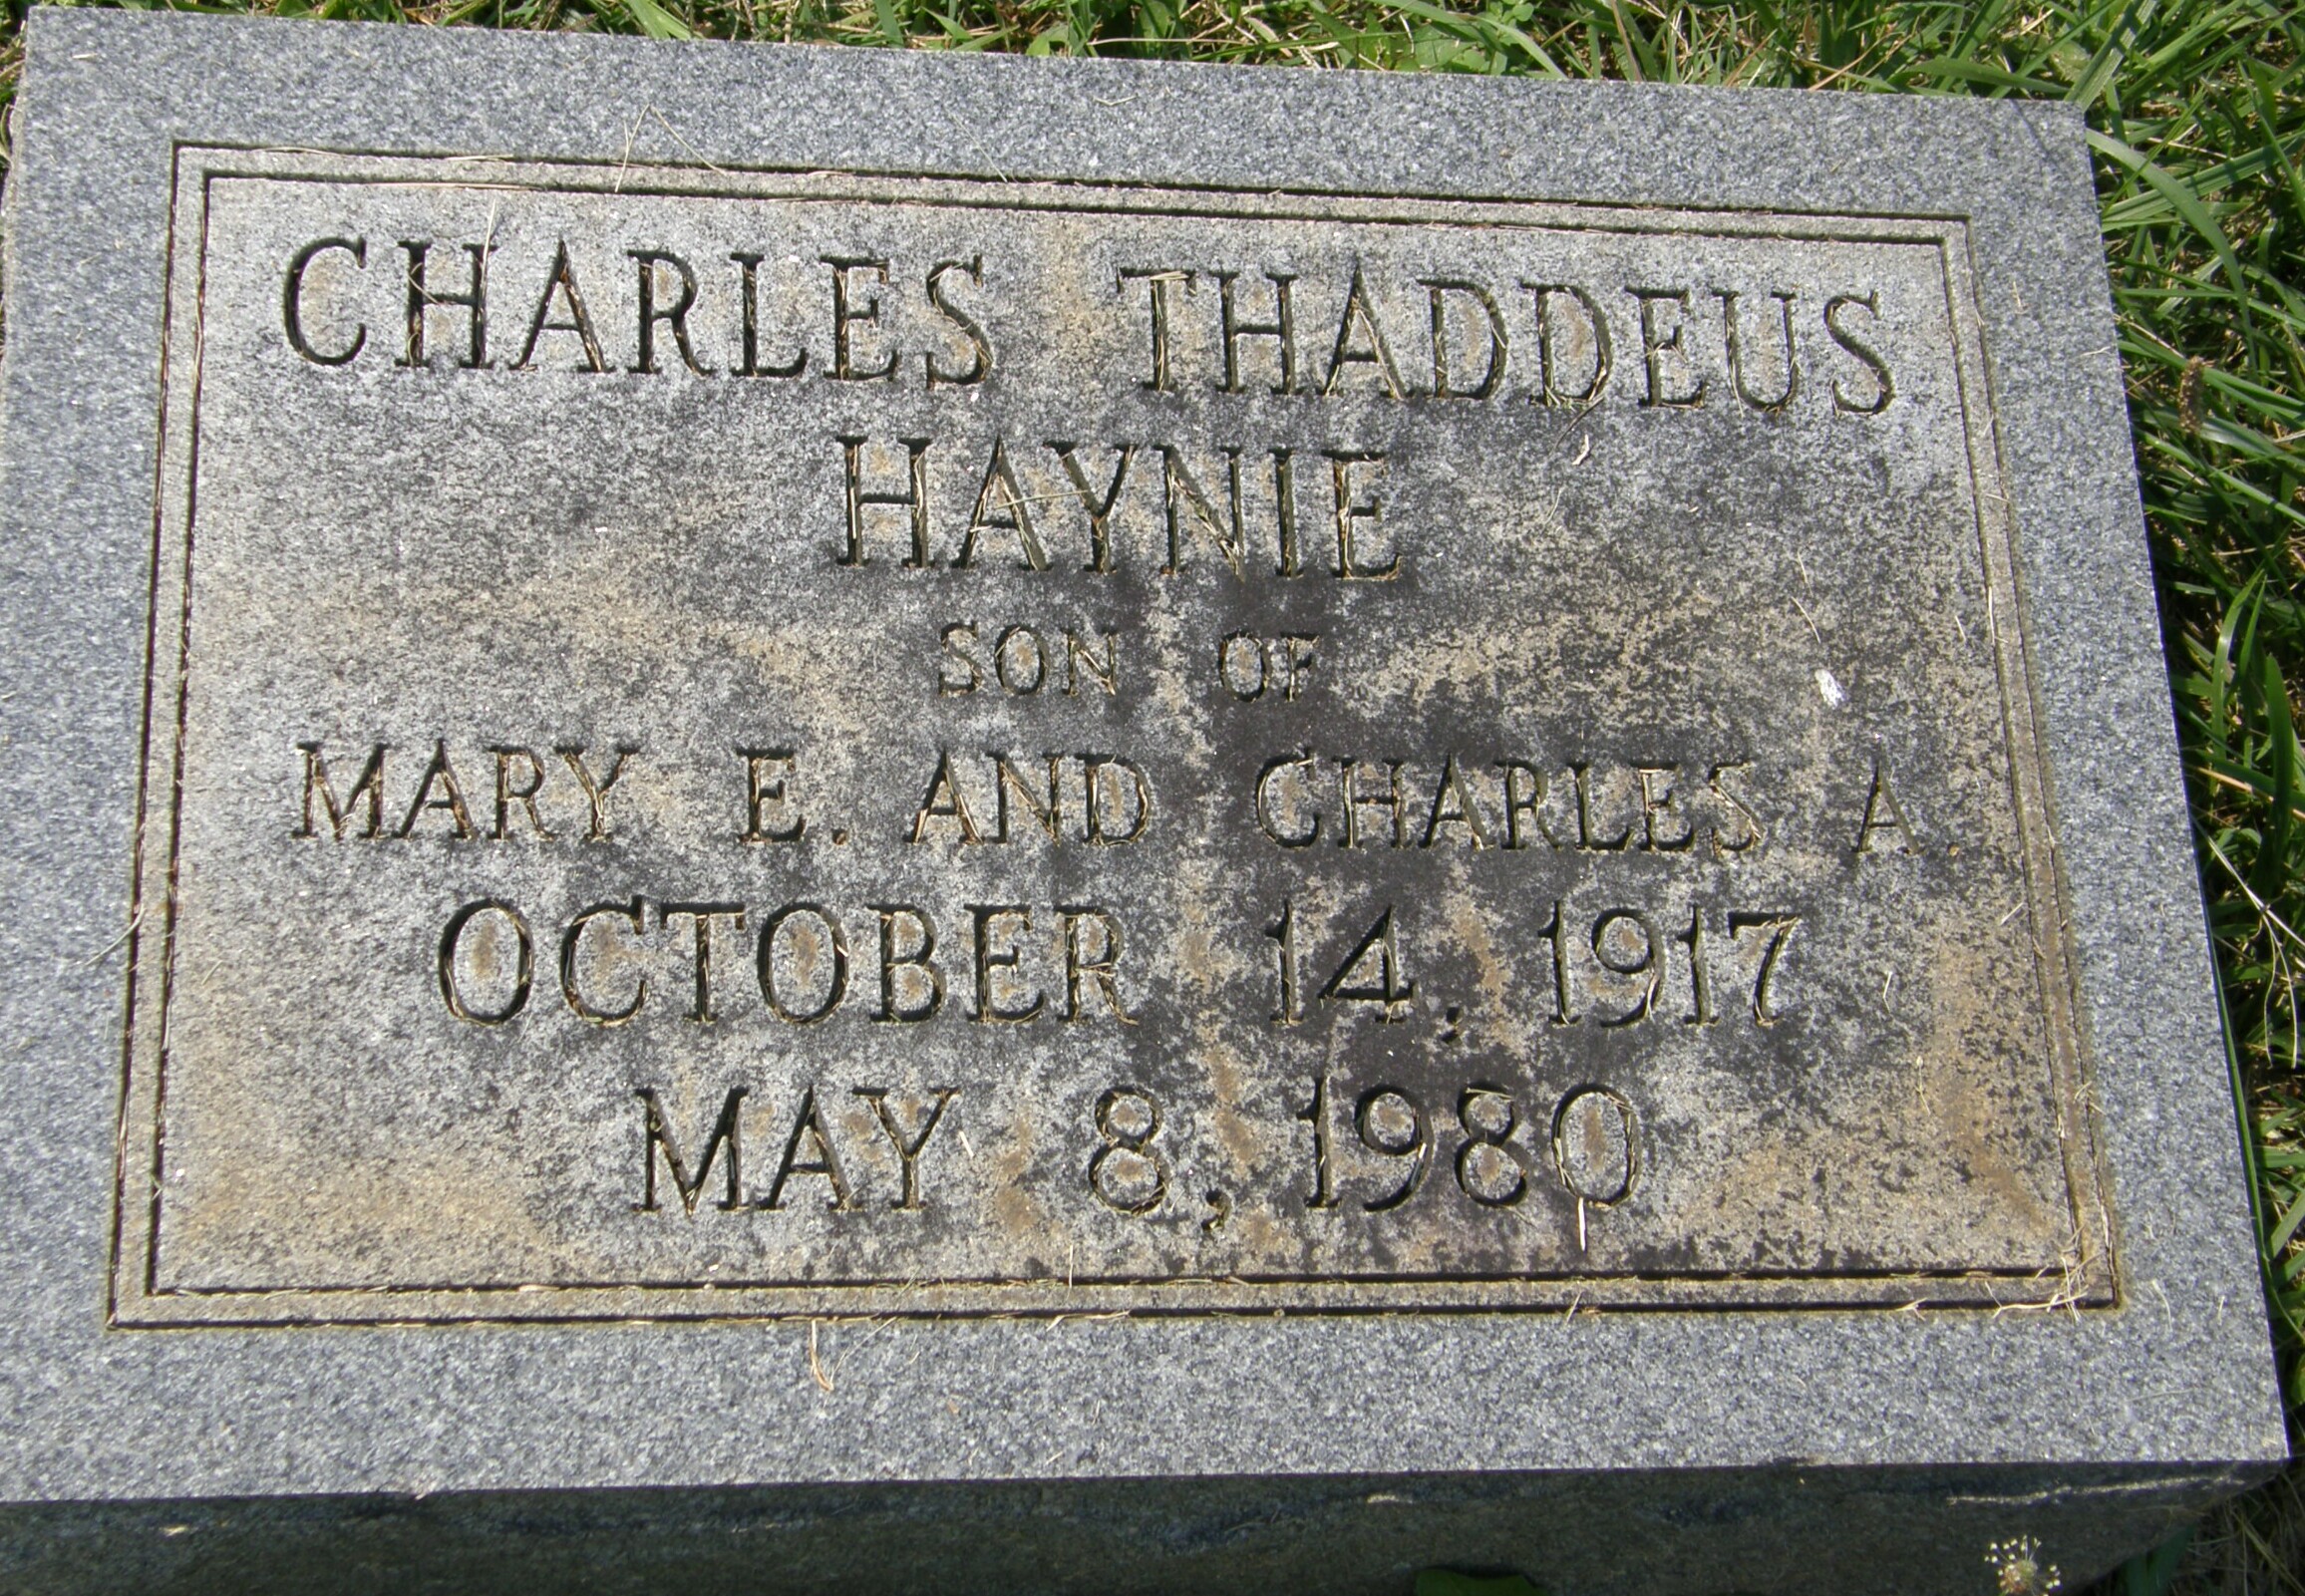 CHARLES THADDEUS
HAYNIE
SON OF
MARY E. AND CHARLES A.
OCTOBER 14, 1917
MAY 8, 1980